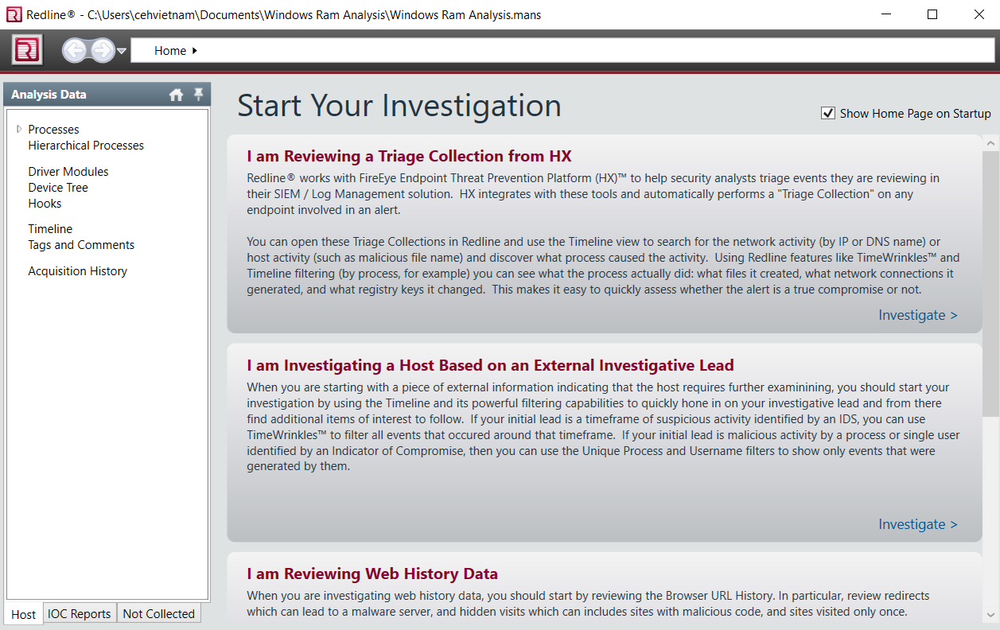 Redline® - C:\Users\cehvietnam\Documents\Windows Ram Analysis\Windows Ram Analysis.mans
Home
Analysis Data
Processes
Hierarchical Processes
Driver Modules
Device Tree
Hooks
Timeline
Tags and Comments
Acquisition History
Host
IOC Reports
Not Collected
Start Your Investigation
Show Home Page on Startup
I am Reviewing a Triage Collection from HX
Redline® works with FireEye Endpoint Threat Prevention Platform (HX)™ to help security analysts triage events they are reviewing in
their SIEM / Log Management solution.  HX integrates with these tools and automatically performs a "Triage Collection" on any
endpoint involved in an alert.
You can open these Triage Collections in Redline and use the Timeline view to search for the network activity (by IP or DNS name) or
host activity (such as malicious file name) and discover what process caused the activity.  Using Redline features like TimeWrinkles™ and
Timeline filtering (by process, for example) you can see what the process actually did: what files it created, what network connections it
generated, and what registry keys it changed.  This makes it easy to quickly assess whether the alert is a true compromise or not.
Investigate >
I am Investigating a Host Based on an External Investigative Lead
When you are starting with a piece of external information indicating that the host requires further examinining, you should start your
investigation by using the Timeline and its powerful filtering capabilities to quickly hone in on your investigative lead and from there
find additional items of interest to follow.  If your initial lead is a timeframe of suspicious activity identified by an IDS, you can use
TimeWrinkles™ to filter all events that occured around that timeframe.  If your initial lead is malicious activity by a process or single user
identified by an Indicator of Compromise, then you can use the Unique Process and Username filters to show only events that were
generated by them.
Investigate >
I am Reviewing Web History Data
When you are investigating web history data, you should start by reviewing the Browser URL History. In particular, review redirects
which can lead to a malware server, and hidden visits which can includes sites with malicious code, and sites visited only once.